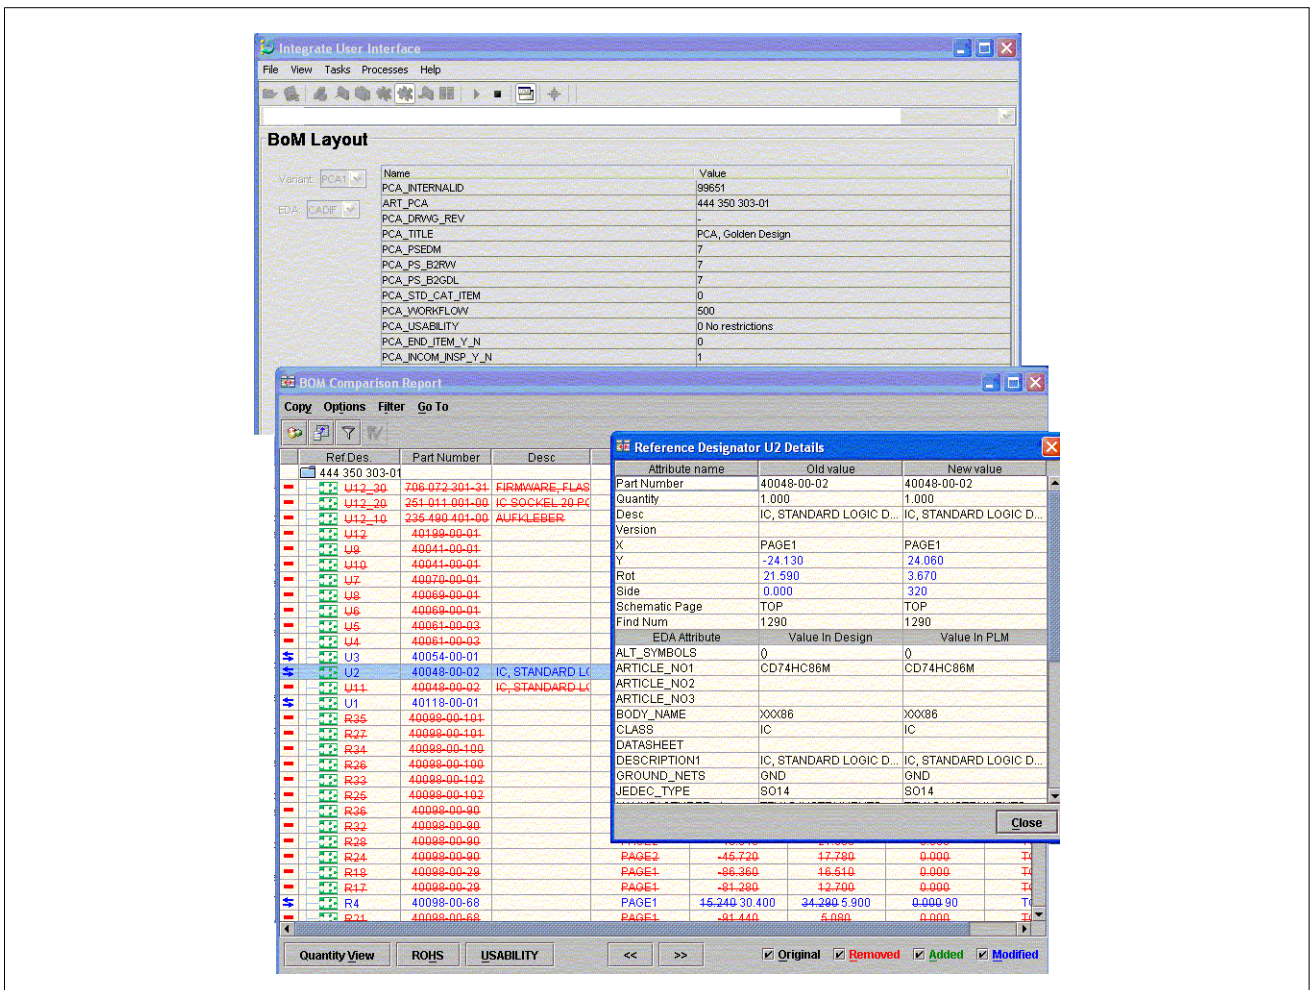 Integrate User Interface
File View Tasks Processes Help
BoM Layout
Variant: PCA1
EDA: CADIF
Name Value
PCA_INTERNALID 99651
ART_PCA 444 350 303-01
PCA_DRWG_REV -
PCA_TITLE PCA, Golden Design
PCA_PSEDM 7
PCA_PS_B2RW 7
PCA_PS_B2GDL 7
PCA_STD_CAT_ITEM 0
PCA_WORKFLOW 500
PCA_USABILITY 0 No restrictions
PCA_END_ITEM_Y_N 0
PCA_INCOM_INSP_Y_N 1
BOM Comparison Report
Copy Options Filter Go To
Ref.Des. Part Number Desc
444 350 303-01
U12_30 706 072 301-31 FIRMWARE, FLAS
U12_20 251 011 001-00 IC SOCKEL 20 PO
U12_10 235 490 401-00 AUFKLEBER
U12 40199-00-01
U9 40041-00-01
U10 40041-00-01
U7 40070-00-01
U8 40069-00-01
U6 40069-00-01
U5 40061-00-03
U4 40061-00-03
U3 40054-00-01
U2 40048-00-02 IC, STANDARD LO
U11 40048-00-02 IC, STANDARD LO
U1 40118-00-01
R35 40098-00-101
R27 40098-00-101
R34 40098-00-100
R26 40098-00-100
R33 40098-00-102
R25 40098-00-102
R36 40098-00-90
R32 40098-00-90
R28 40098-00-90
R24 40098-00-90 PAGE2 -45.720 17.780 0.000
R18 40098-00-29 PAGE1 -86.360 16.510 0.000
R17 40098-00-29 PAGE1 -81.280 12.700 0.000
R4 40098-00-68 PAGE1 15.240 30.400 34.290 5.900 0.000 90
R21 40098-00-68 PAGE1 -91.440 5.080 0.000
Reference Designator U2 Details
Attribute name Old value New value
Part Number 40048-00-02 40048-00-02
Quantity 1.000 1.000
Desc IC, STANDARD LOGIC D... IC, STANDARD LOGIC D...
Version
X PAGE1 PAGE1
Y -24.130 24.060
Rot 21.590 3.670
Side 0.000 320
Schematic Page TOP TOP
Find Num 1290 1290
EDA Attribute Value In Design Value In PLM
ALT_SYMBOLS () ()
ARTICLE_NO1 CD74HC86M CD74HC86M
ARTICLE_NO2
ARTICLE_NO3
BODY_NAME XXX86 XXX86
CLASS IC IC
DATASHEET
DESCRIPTION1 IC, STANDARD LOGIC D... IC, STANDARD LOGIC D...
GROUND_NETS GND GND
JEDEC_TYPE SO14 SO14
Close
Quantity View ROHS USABILITY << >> Original Removed Added Modified